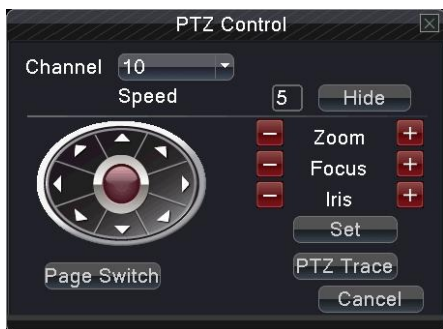 PTZ Control
Channel 10
Speed 5 Hide
Zoom
Focus
Iris
Set
Page Switch
PTZ Trace
Cancel